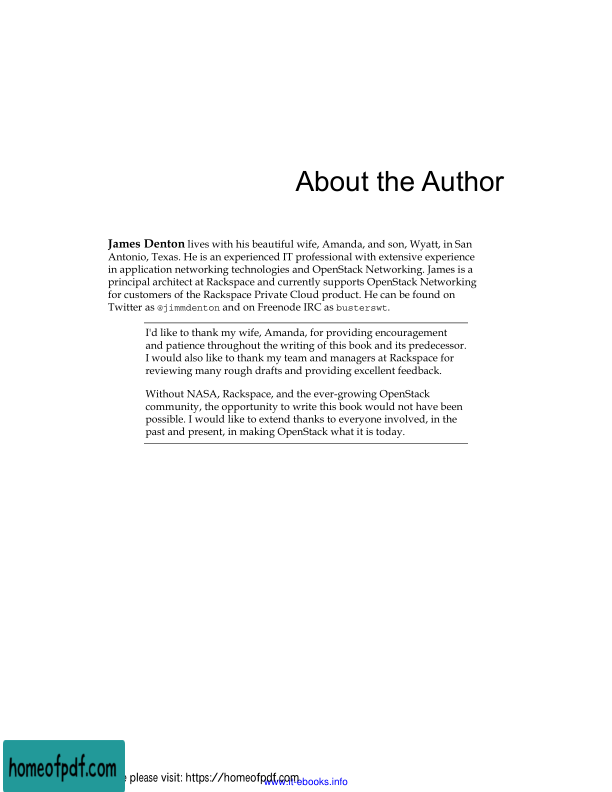 About the Author
James Denton lives with his beautiful wife, Amanda, and son, Wyatt, in San
Antonio, Texas. He is an experienced IT professional with extensive experience
in application networking technologies and OpenStack Networking. James is a
principal architect at Rackspace and currently supports OpenStack Networking
for customers of the Rackspace Private Cloud product. He can be found on
Twitter as @jimmdenton and on Freenode IRC as busterswt.
I'd like to thank my wife, Amanda, for providing encouragement
and patience throughout the writing of this book and its predecessor.
I would also like to thank my team and managers at Rackspace for
reviewing many rough drafts and providing excellent feedback.
Without NASA, Rackspace, and the ever-growing OpenStack
community, the opportunity to write this book would not have been
possible. I would like to extend thanks to everyone involved, in the
past and present, in making OpenStack what it is today.
homeofpdf.com
please visit: https://homeofpdf.com
www.it-ebooks.info